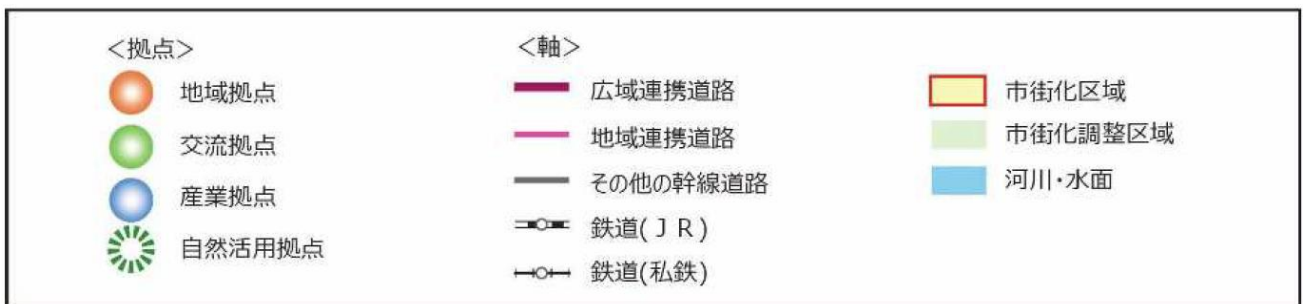 ＜拠点＞
地域拠点
交流拠点
産業拠点
自然活用拠点
＜軸＞
広域連携道路
地域連携道路
その他の幹線道路
鉄道(ＪＲ)
鉄道(私鉄)
市街化区域
市街化調整区域
河川・水面